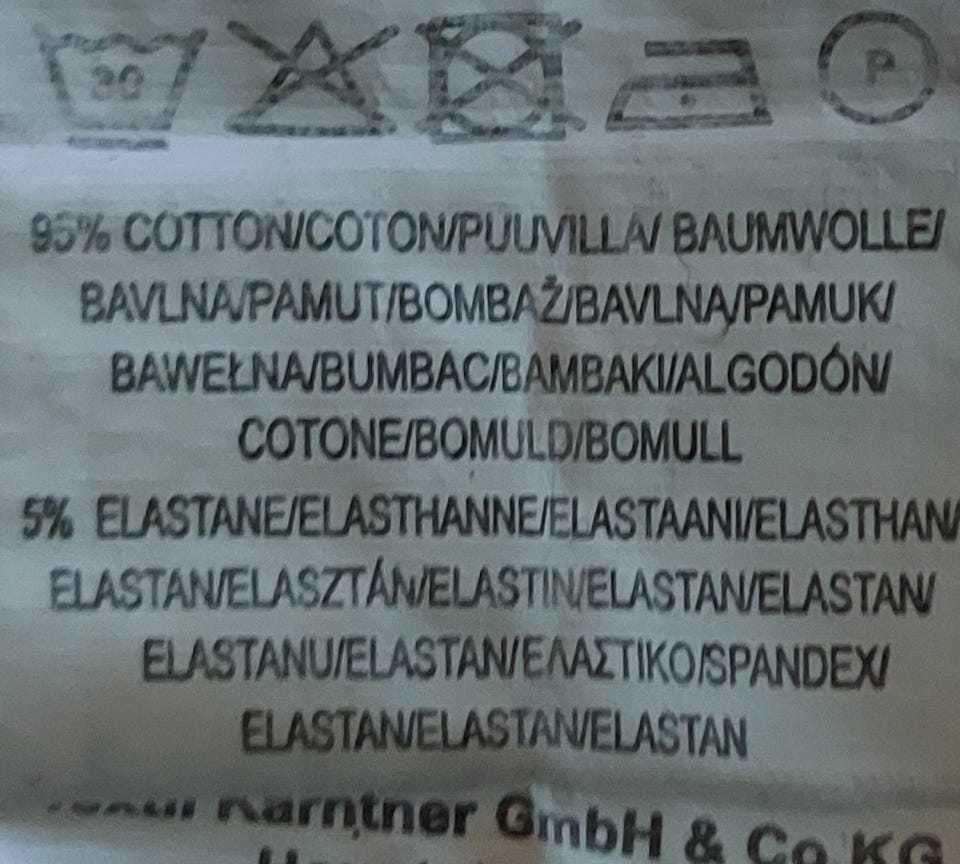 30
P
95% COTTON/COTON/PUUVILLA/ BAUMWOLLE/
BAVLNA/PAMUT/BOMBAŽ/BAVLNA/PAMUK/
BAWEŁNA/BUMBAC/BAMBAKI/ALGODÓN/
COTONE/BOMULD/BOMULL
5% ELASTANE/ELASTHANNE/ELASTAANI/ELASTHAN/
ELASTAN/ELASZTÁN/ELASTIN/ELASTAN/ELASTAN/
ELASTANU/ELASTAN/ΕΛΑΣΤΙΚΟ/SPANDEX/
ELASTAN/ELASTAN/ELASTAN
Kärntner GmbH & Co KG